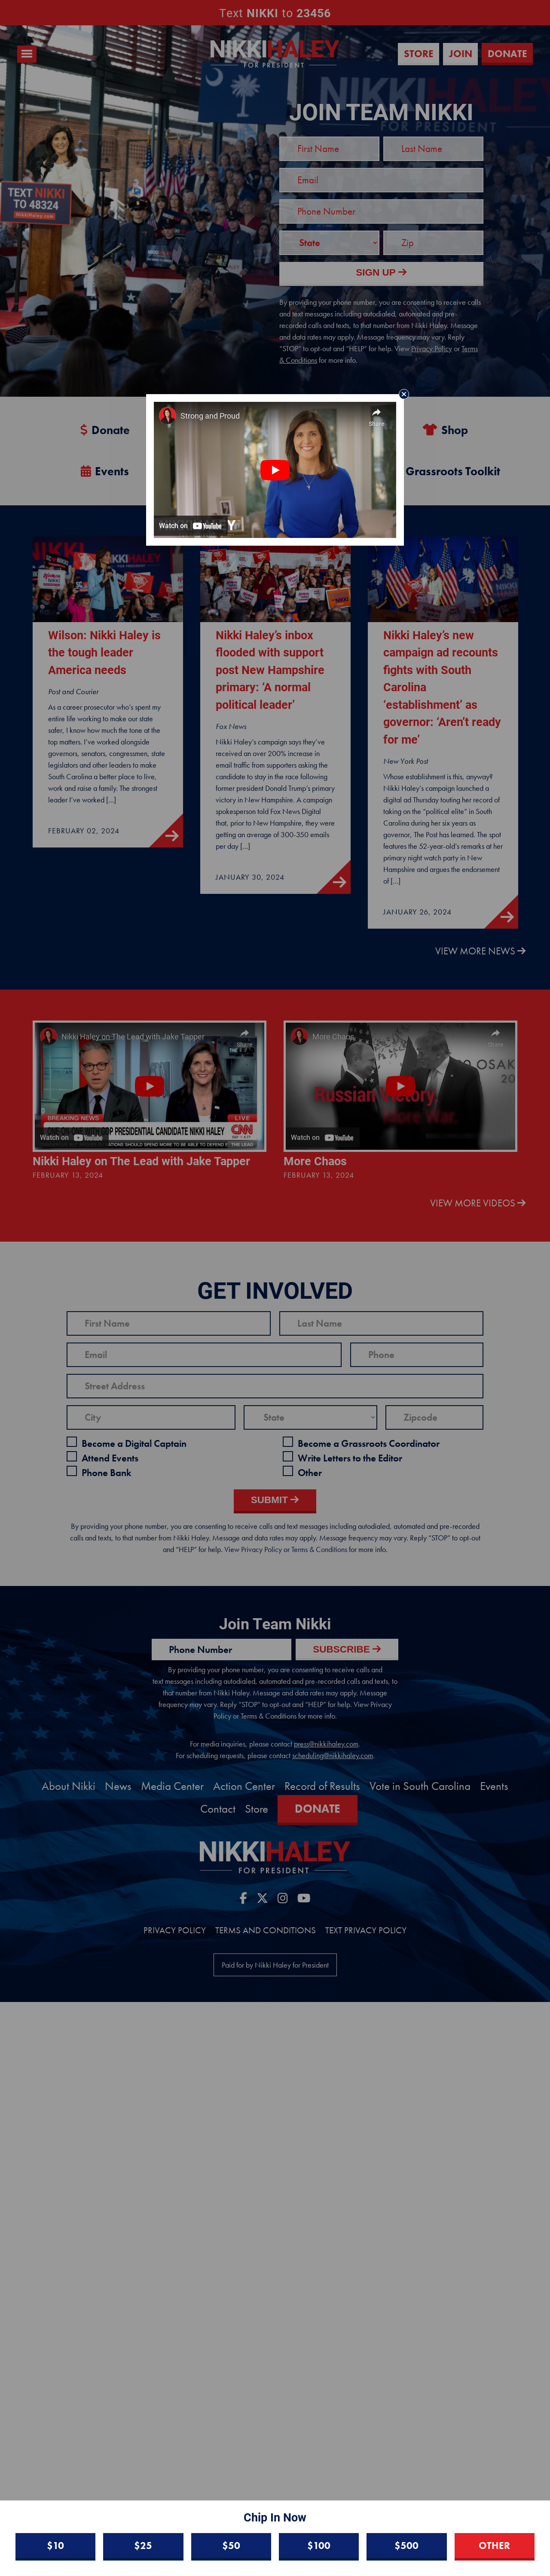 Text NIKKI to 23456
NIKKIHALEY
FOR PRESIDENT
STORE
JOIN
DONATE
TEXT NIKKI
TO 48324
NikkiHaley.com
JOIN TEAM NIKKI
First Name
Last Name
Email
Phone Number
State
Zip
SIGN UP
By providing your phone number, you are consenting to receive calls
and text messages including autodialed, automated and pre-
recorded calls and texts, to that number from Nikki Haley. Message
and data rates may apply. Message frequency may vary. Reply
"STOP" to opt-out and "HELP" for help. View Privacy Policy or Terms
& Conditions for more info.
Donate
Shop
Events
Grassroots Toolkit
Strong and Proud
Share
Watch on YouTube
Wilson: Nikki Haley is
the tough leader
America needs
Post and Courier
As a career prosecutor who's spent my
entire life working to make our state
safer, I know how much the tone at the
top matters. I've worked alongside
governors, senators, congressmen, state
legislators and other leaders to make
South Carolina a better place to live,
work and raise a family. The strongest
leader I've worked [...]
FEBRUARY 02, 2024
Nikki Haley's inbox
flooded with support
post New Hampshire
primary: 'A normal
political leader'
Fox News
Nikki Haley's campaign says they've
received an over 200% increase in
email traffic from supporters asking the
candidate to stay in the race following
former president Donald Trump's primary
victory in New Hampshire. A campaign
spokesperson told Fox News Digital
that, prior to New Hampshire, they were
getting an average of 300-350 emails
per day [...]
JANUARY 30, 2024
Nikki Haley's new
campaign ad recounts
fights with South
Carolina
'establishment' as
governor: 'Aren't ready
for me'
New York Post
Whose establishment is this, anyway?
Nikki Haley's campaign launched a
digital ad Thursday touting her record of
taking on the "political elite" in South
Carolina during her six years as
governor, The Post has learned. The spot
features the 52-year-old's remarks at her
primary night watch party in New
Hampshire and argues the endorsement
of [...]
JANUARY 26, 2024
VIEW MORE NEWS
Nikki Haley on The Lead with Jake Tapper
Share
BREAKING NEWS
LIVE
GOP PRESIDENTIAL CANDIDATE NIKKI HALEY
CNN
THE LEAD
Watch on YouTube
Nikki Haley on The Lead with Jake Tapper
FEBRUARY 13, 2024
More Chaos
Share
OSAK
Russian Victory.
More War.
Watch on YouTube
More Chaos
FEBRUARY 13, 2024
VIEW MORE VIDEOS
GET INVOLVED
First Name
Last Name
Email
Phone
Street Address
City
State
Zipcode
Become a Digital Captain
Become a Grassroots Coordinator
Attend Events
Write Letters to the Editor
Phone Bank
Other
SUBMIT
By providing your phone number, you are consenting to receive calls and text messages including autodialed, automated and pre-recorded
calls and texts, to that number from Nikki Haley. Message and data rates may apply. Message frequency may vary. Reply "STOP" to opt-out
and "HELP" for help. View Privacy Policy or Terms & Conditions for more info.
Join Team Nikki
Phone Number
SUBSCRIBE
By providing your phone number, you are consenting to receive calls and
text messages including autodialed, automated and pre-recorded calls and texts, to
that number from Nikki Haley. Message and data rates may apply. Message
frequency may vary. Reply "STOP" to opt-out and "HELP" for help. View Privacy
Policy or Terms & Conditions for more info.
For media inquiries, please contact press@nikkihaley.com.
For scheduling requests, please contact scheduling@nikkihaley.com.
About Nikki
News
Media Center
Action Center
Record of Results
Vote in South Carolina
Events
Contact
Store
DONATE
NIKKIHALEY
FOR PRESIDENT
PRIVACY POLICY
TERMS AND CONDITIONS
TEXT PRIVACY POLICY
Paid for by Nikki Haley for President
Chip In Now
$10
$25
$50
$100
$500
OTHER